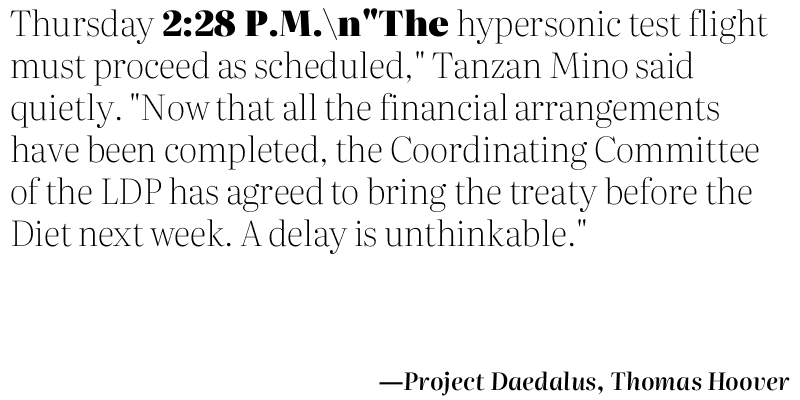 Thursday 2:28 P.M.\n"The hypersonic test flight
must proceed as scheduled," Tanzan Mino said
quietly. "Now that all the financial arrangements
have been completed, the Coordinating Committee
of the LDP has agreed to bring the treaty before the
Diet next week. A delay is unthinkable."
—Project Daedalus, Thomas Hoover